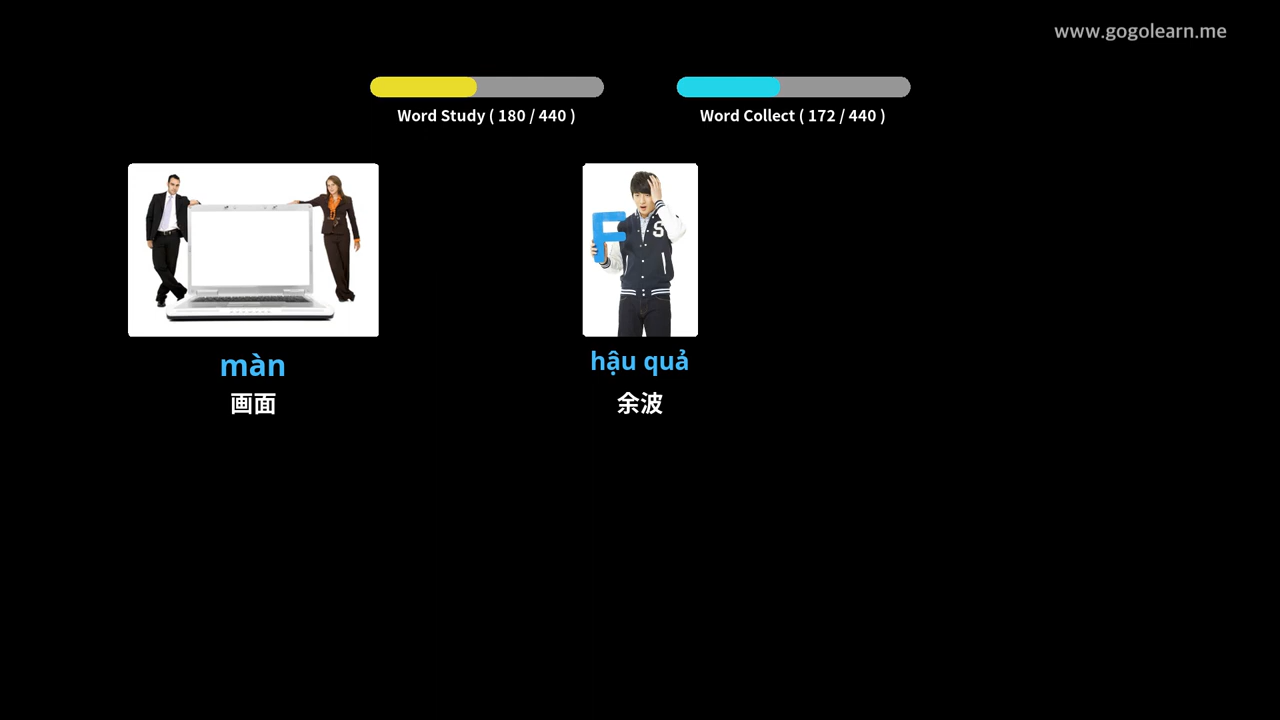 www.gogolearn.me
Word Study ( 180 / 440 )
Word Collect ( 172 / 440 )
F
S
màn
画面
hậu quả
余波